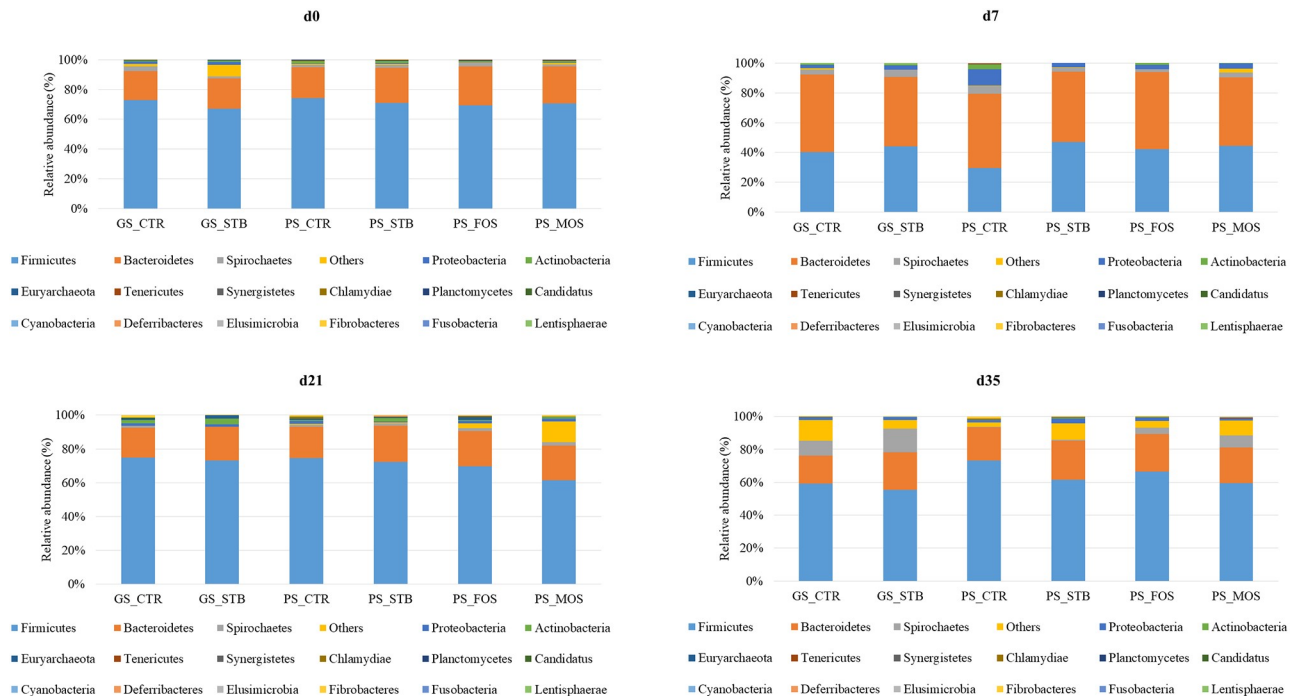 d0
Relative abundance (%)
100%
80%
60%
40%
20%
0%
GS_CTR GS_STB PS_CTR PS_STB PS_FOS PS_MOS
Firmicutes Bacteroidetes Spirochaetes Others Proteobacteria Actinobacteria
Euryarchaeota Tenericutes Synergistetes Chlamydiae Planctomycetes Candidatus
Cyanobacteria Deferribacteres Elusimicrobia Fibrobacteres Fusobacteria Lentisphaerae
d7
Relative abundance (%)
100%
80%
60%
40%
20%
0%
GS_CTR GS_STB PS_CTR PS_STB PS_FOS PS_MOS
Firmicutes Bacteroidetes Spirochaetes Others Proteobacteria Actinobacteria
Euryarchaeota Tenericutes Synergistetes Chlamydiae Planctomycetes Candidatus
Cyanobacteria Deferribacteres Elusimicrobia Fibrobacteres Fusobacteria Lentisphaerae
d21
Relative abundance (%)
100%
80%
60%
40%
20%
0%
GS_CTR GS_STB PS_CTR PS_STB PS_FOS PS_MOS
Firmicutes Bacteroidetes Spirochaetes Others Proteobacteria Actinobacteria
Euryarchaeota Tenericutes Synergistetes Chlamydiae Planctomycetes Candidatus
Cyanobacteria Deferribacteres Elusimicrobia Fibrobacteres Fusobacteria Lentisphaerae
d35
Relative abundance (%)
100%
80%
60%
40%
20%
0%
GS_CTR GS_STB PS_CTR PS_STB PS_FOS PS_MOS
Firmicutes Bacteroidetes Spirochaetes Others Proteobacteria Actinobacteria
Euryarchaeota Tenericutes Synergistetes Chlamydiae Planctomycetes Candidatus
Cyanobacteria Deferribacteres Elusimicrobia Fibrobacteres Fusobacteria Lentisphaerae